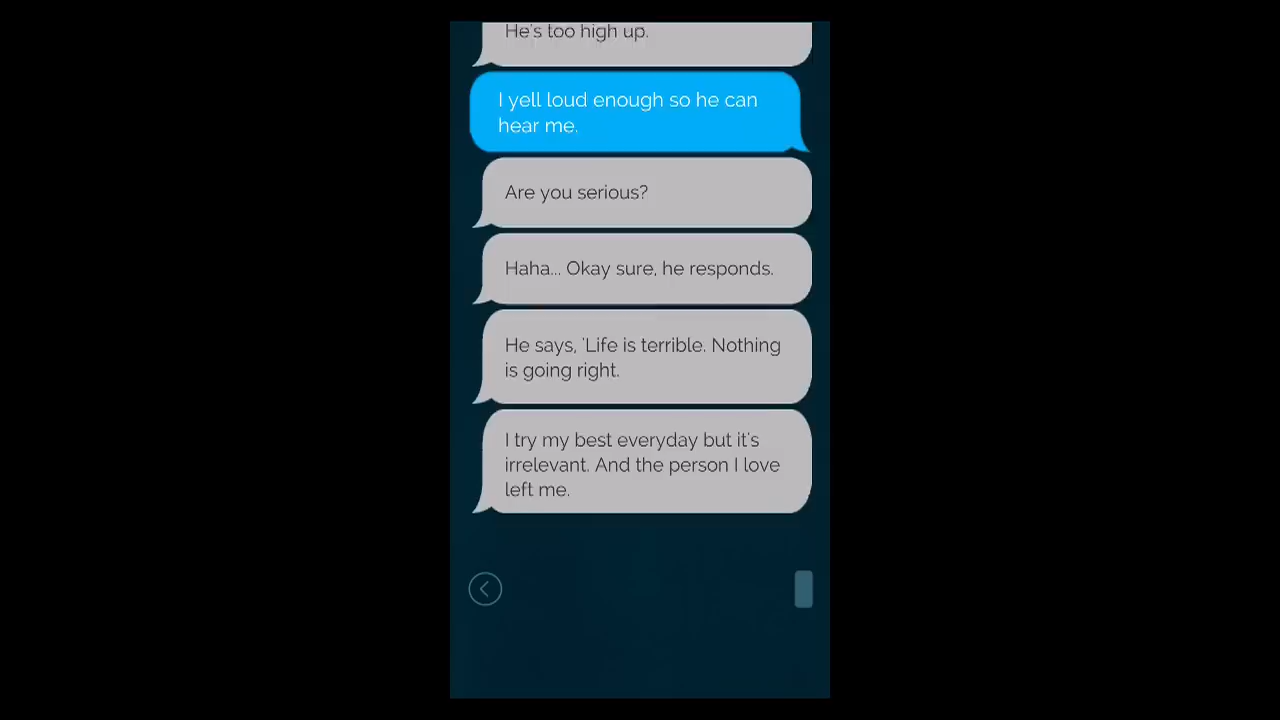 He's too high up.
I yell loud enough so he can
hear me.
Are you serious?
Haha... Okay sure, he responds.
He says, 'Life is terrible. Nothing
is going right.
I try my best everyday but it's
irrelevant. And the person I love
left me.